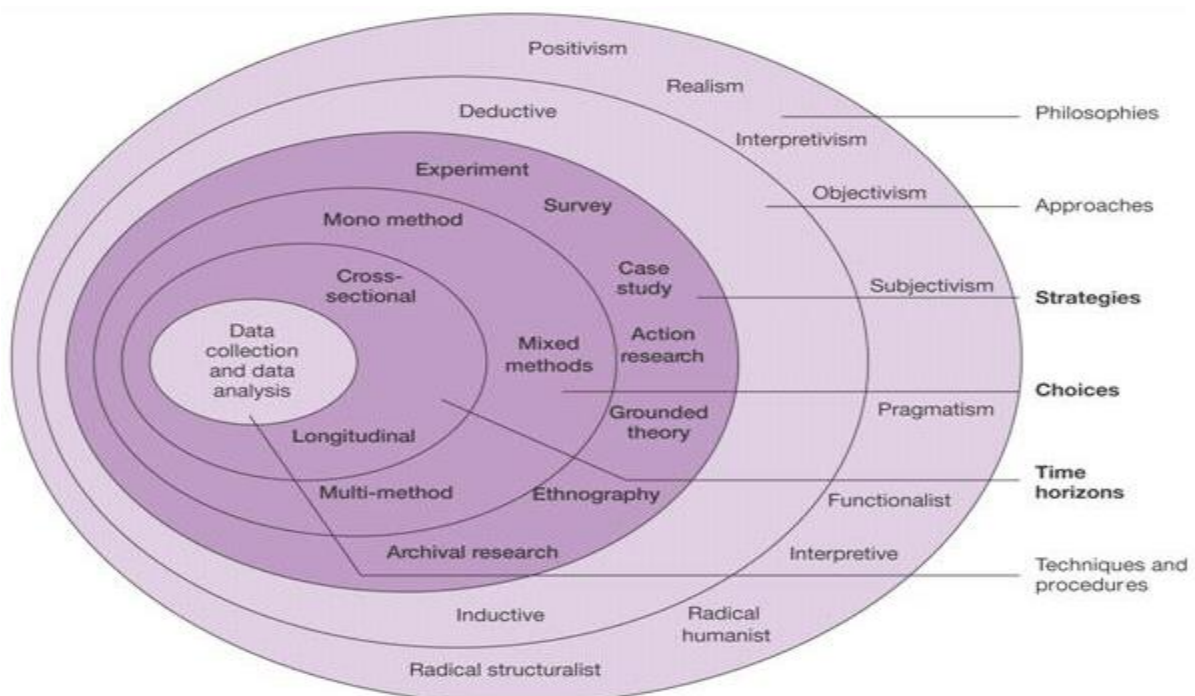 Positivism
Realism
Philosophies
Deductive
Interpretivism
Experiment
Objectivism
Survey
Approaches
Mono method
Case
study
Cross-
sectional
Subjectivism
Strategies
Data
collection
and data
analysis
Mixed
methods
Action
research
Choices
Grounded
theory
Pragmatism
Longitudinal
Time
horizons
Multi-method
Ethnography
Functionalist
Archival research
Interpretive
Techniques and
procedures
Inductive
Radical
humanist
Radical structuralist